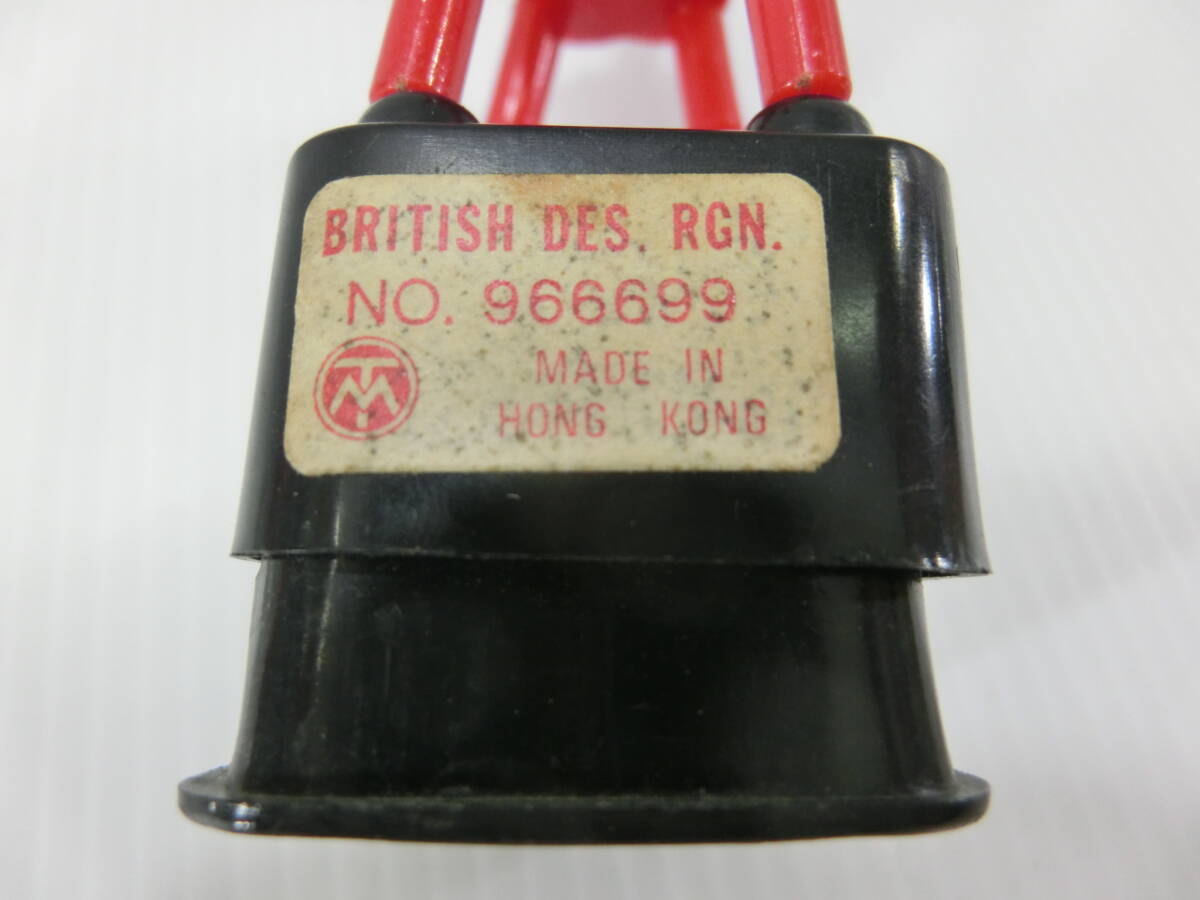 BRITISH DES. RGN.
NO. 966699
TM
MADE IN
HONG KONG